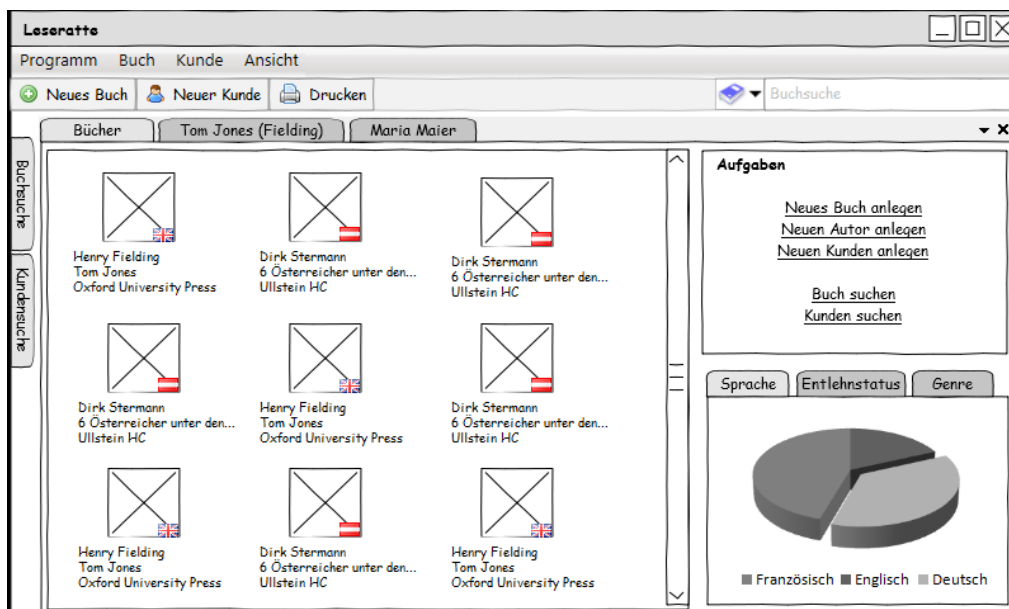 Leseratte
Programm Buch Kunde Ansicht
Neues Buch Neuer Kunde Drucken Buchsuche
Bücher Tom Jones (Fielding) Maria Maier
Buchsuche
Kundensuche
Henry Fielding
Tom Jones
Oxford University Press
Dirk Stermann
6 Österreicher unter den...
Ullstein HC
Dirk Stermann
6 Österreicher unter den...
Ullstein HC
Dirk Stermann
6 Österreicher unter den...
Ullstein HC
Henry Fielding
Tom Jones
Oxford University Press
Dirk Stermann
6 Österreicher unter den...
Ullstein HC
Henry Fielding
Tom Jones
Oxford University Press
Dirk Stermann
6 Österreicher unter den...
Ullstein HC
Henry Fielding
Tom Jones
Oxford University Press
Aufgaben
Neues Buch anlegen
Neuen Autor anlegen
Neuen Kunden anlegen
Buch suchen
Kunden suchen
Sprache Entlehnstatus Genre
Französisch Englisch Deutsch